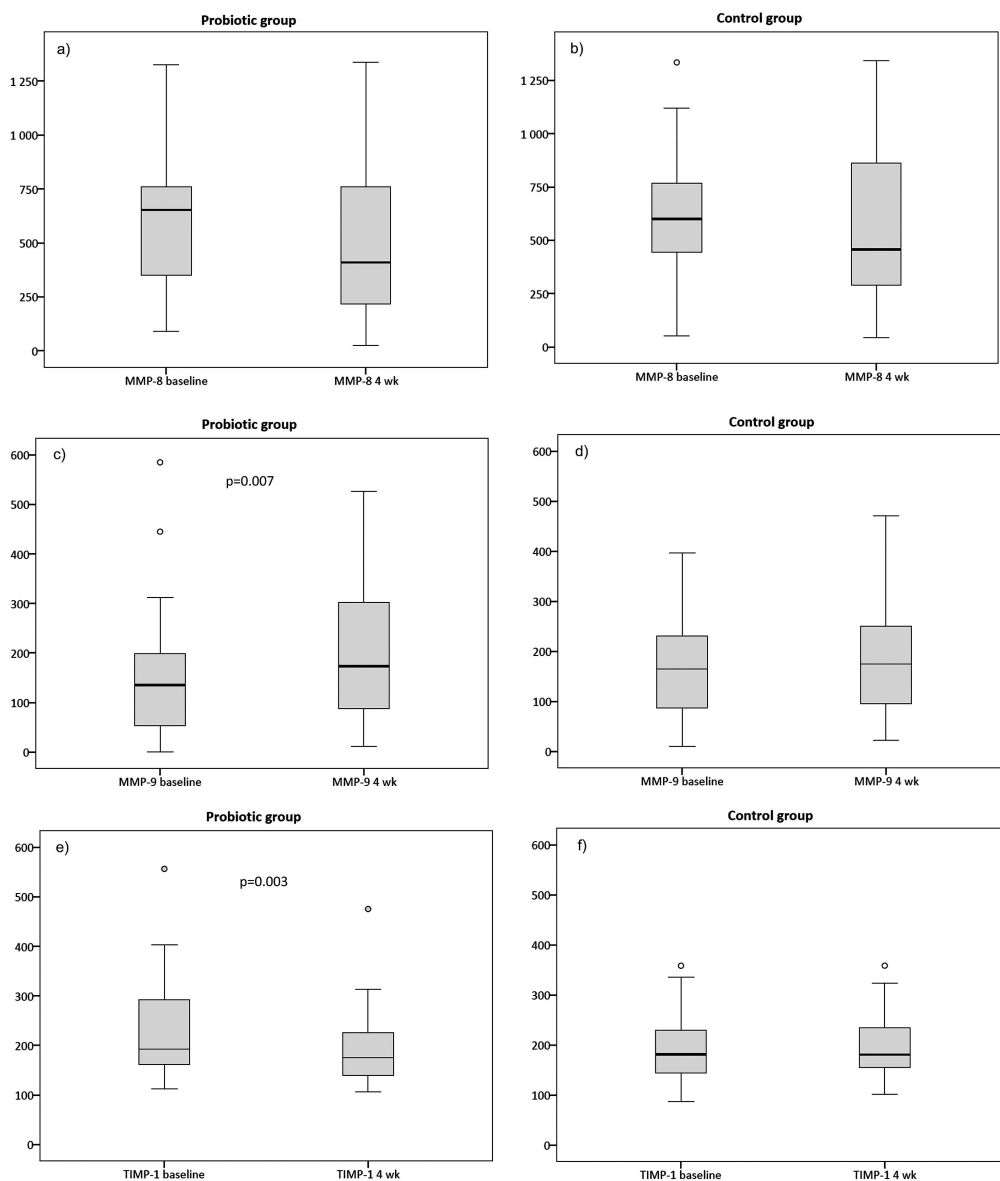 Probiotic group
a)
1 250
1 000
750
500
250
0
MMP-8 baseline
MMP-8 4 wk
Control group
b)
1 250
1 000
750
500
250
0
MMP-8 baseline
MMP-8 4 wk
Probiotic group
c)
p=0.007
600
500
400
300
200
100
0
MMP-9 baseline
MMP-9 4 wk
Control group
d)
600
500
400
300
200
100
0
MMP-9 baseline
MMP-9 4 wk
Probiotic group
e)
p=0.003
600
500
400
300
200
100
0
TIMP-1 baseline
TIMP-1 4 wk
Control group
f)
600
500
400
300
200
100
0
TIMP-1 baseline
TIMP-1 4 wk